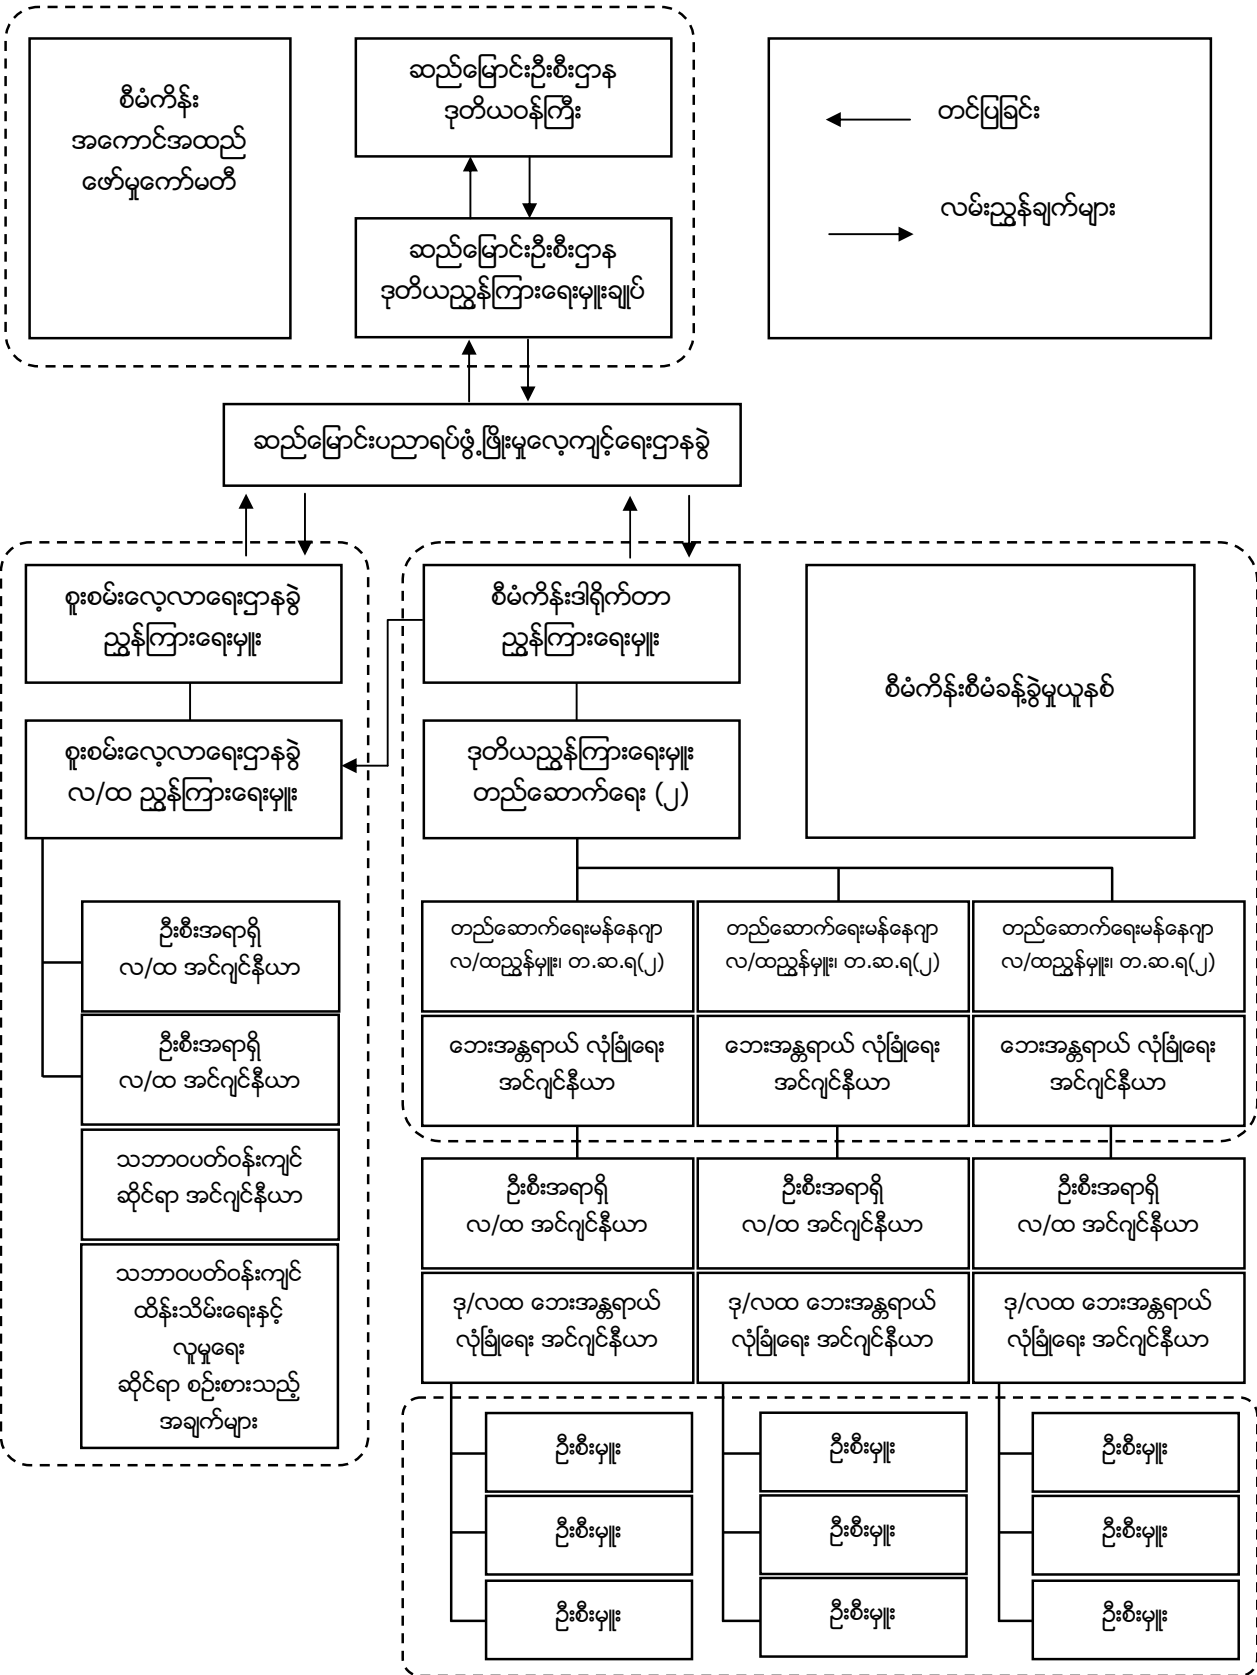 စီမံကိန်း
အကောင်အထည်
ဖော်မှုကော်မတီ
ဆည်မြောင်းဦးစီးဌာန
ဒုတိယဝန်ကြီး
ဆည်မြောင်းဦးစီးဌာန
ဒုတိယညွှန်ကြားရေးမှူးချုပ်
တင်ပြခြင်း
လမ်းညွှန်ချက်များ
ဆည်မြောင်းပညာရပ်ဖွံ့ဖြိုးမှုလေ့ကျင့်ရေးဌာနခွဲ
စူးစမ်းလေ့လာရေးဌာနခွဲ
ညွှန်ကြားရေးမှူး
စူးစမ်းလေ့လာရေးဌာနခွဲ
လ/ထ ညွှန်ကြားရေးမှူး
ဦးစီးအရာရှိ
လ/ထ အင်ဂျင်နီယာ
ဦးစီးအရာရှိ
လ/ထ အင်ဂျင်နီယာ
သဘာဝပတ်ဝန်းကျင်
ဆိုင်ရာ အင်ဂျင်နီယာ
သဘာဝပတ်ဝန်းကျင်
ထိန်းသိမ်းရေးနှင့်
လူမှုရေး
ဆိုင်ရာ စဉ်းစားသည့်
အချက်များ
စီမံကိန်းဒါရိုက်တာ
ညွှန်ကြားရေးမှူး
ဒုတိယညွှန်ကြားရေးမှူး
တည်ဆောက်ရေး (၂)
စီမံကိန်းစီမံခန့်ခွဲမှုယူနစ်
တည်ဆောက်ရေးမန်နေဂျာ
လ/ထညွှန်မှူး၊ တ.ဆ.ရ(၂)
တည်ဆောက်ရေးမန်နေဂျာ
လ/ထညွှန်မှူး၊ တ.ဆ.ရ(၂)
တည်ဆောက်ရေးမန်နေဂျာ
လ/ထညွှန်မှူး၊ တ.ဆ.ရ(၂)
ဘေးအန္တရာယ် လုံခြုံရေး
အင်ဂျင်နီယာ
ဘေးအန္တရာယ် လုံခြုံရေး
အင်ဂျင်နီယာ
ဘေးအန္တရာယ် လုံခြုံရေး
အင်ဂျင်နီယာ
ဦးစီးအရာရှိ
လ/ထ အင်ဂျင်နီယာ
ဦးစီးအရာရှိ
လ/ထ အင်ဂျင်နီယာ
ဦးစီးအရာရှိ
လ/ထ အင်ဂျင်နီယာ
ဒု/လထ ဘေးအန္တရာယ်
လုံခြုံရေး အင်ဂျင်နီယာ
ဒု/လထ ဘေးအန္တရာယ်
လုံခြုံရေး အင်ဂျင်နီယာ
ဒု/လထ ဘေးအန္တရာယ်
လုံခြုံရေး အင်ဂျင်နီယာ
ဦးစီးမှူး
ဦးစီးမှူး
ဦးစီးမှူး
ဦးစီးမှူး
ဦးစီးမှူး
ဦးစီးမှူး
ဦးစီးမှူး
ဦးစီးမှူး
ဦးစီးမှူး